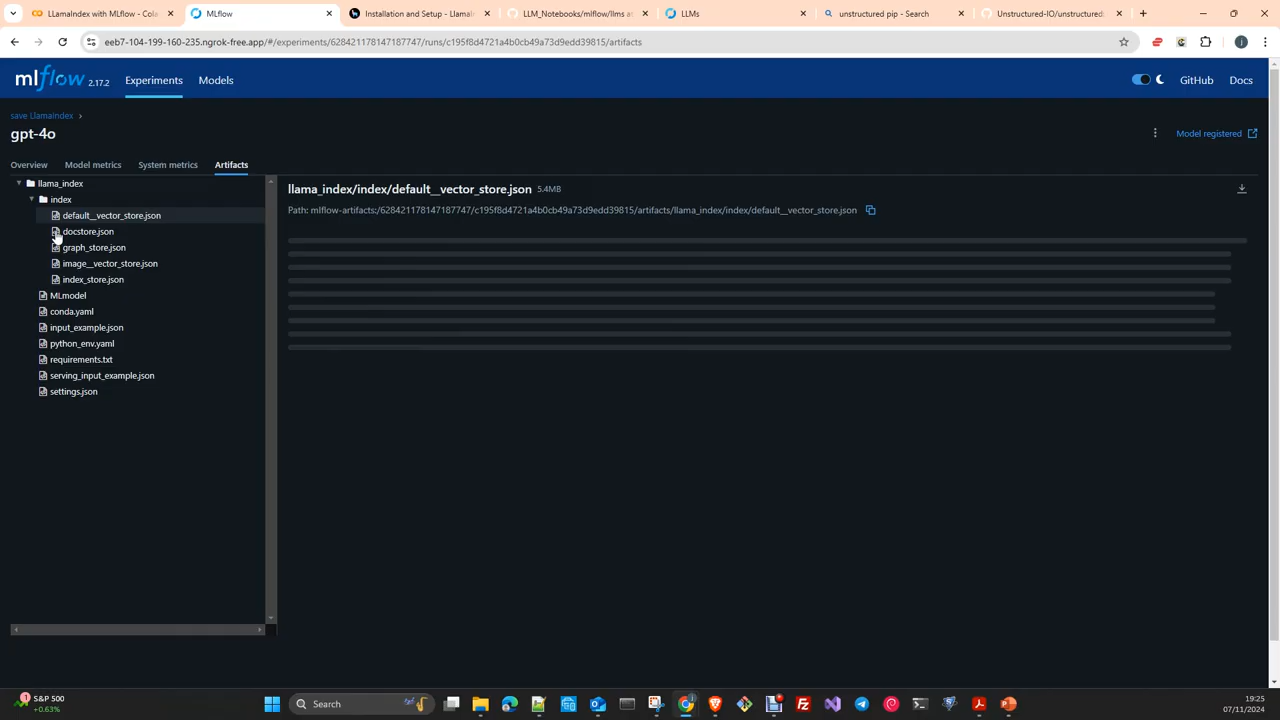 LLamaIndex with MLflow - Cola
MLflow
Installation and Setup - LlamaI
LLM_Notebooks/mlflow/llms a
LLMs
unstructured pip - Search
Unstructured-IO/unstructured
eeb7-104-199-160-235.ngrok-free.app/#/experiments/628421178147187747/runs/c195f8d4721a4b0cb49a73d9edd39815/artifacts
mlflow 2.17.2
Experiments
Models
GitHub
Docs
save LlamaIndex
gpt-4o
Model registered
Overview
Model metrics
System metrics
Artifacts
llama_index
index
default__vector_store.json
docstore.json
graph_store.json
image__vector_store.json
index_store.json
MLmodel
conda.yaml
input_example.json
python_env.yaml
requirements.txt
serving_input_example.json
settings.json
llama_index/index/default__vector_store.json 5.4MB
Path: mlflow-artifacts:/628421178147187747/c195f8d4721a4b0cb49a73d9edd39815/artifacts/llama_index/index/default__vector_store.json
1
S&P 500
+0.63%
Search
19:25
07/11/2024